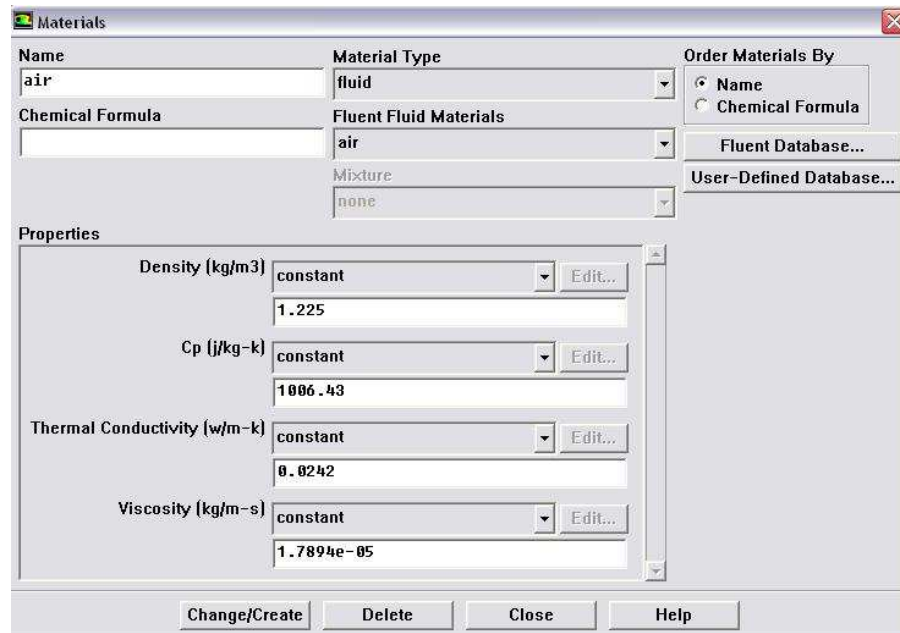 Materials
Name
air
Material Type
fluid
Order Materials By
Name
Chemical Formula
Chemical Formula
Fluent Fluid Materials
air
Fluent Database...
Mixture
none
User-Defined Database...
Properties
Density (kg/m3) constant Edit...
1.225
Cp (j/kg-k) constant Edit...
1006.43
Thermal Conductivity (w/m-k) constant Edit...
0.0242
Viscosity (kg/m-s) constant Edit...
1.7894e-05
Change/Create Delete Close Help